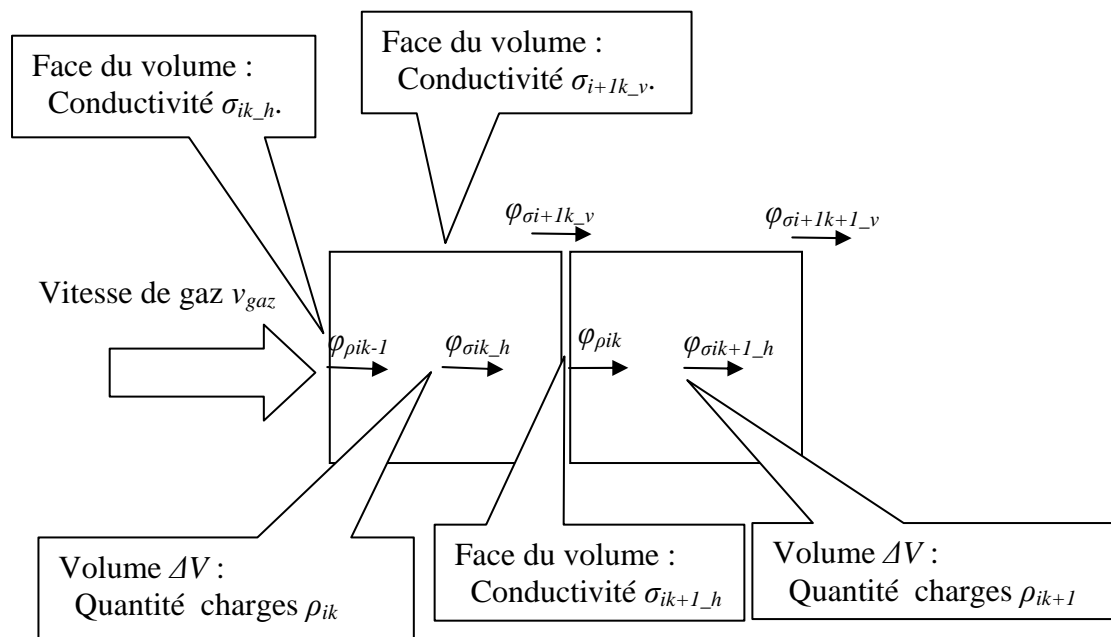 Face du volume :
Conductivité σik_h.
Face du volume :
Conductivité σi+1k_v.
φσi+1k_v
φσi+1k+1_v
Vitesse de gaz vgaz
φρik-1
φσik_h
φρik
φσik+1_h
Volume ΔV :
Quantité charges ρik
Face du volume :
Conductivité σik+1_h
Volume ΔV :
Quantité charges ρik+1